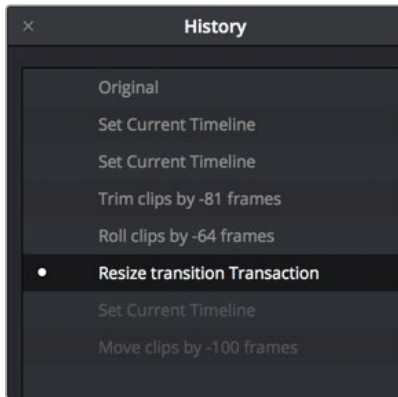 History
Original
Set Current Timeline
Set Current Timeline
Trim clips by -81 frames
Roll clips by -64 frames
Resize transition Transaction
Set Current Timeline
Move clips by -100 frames